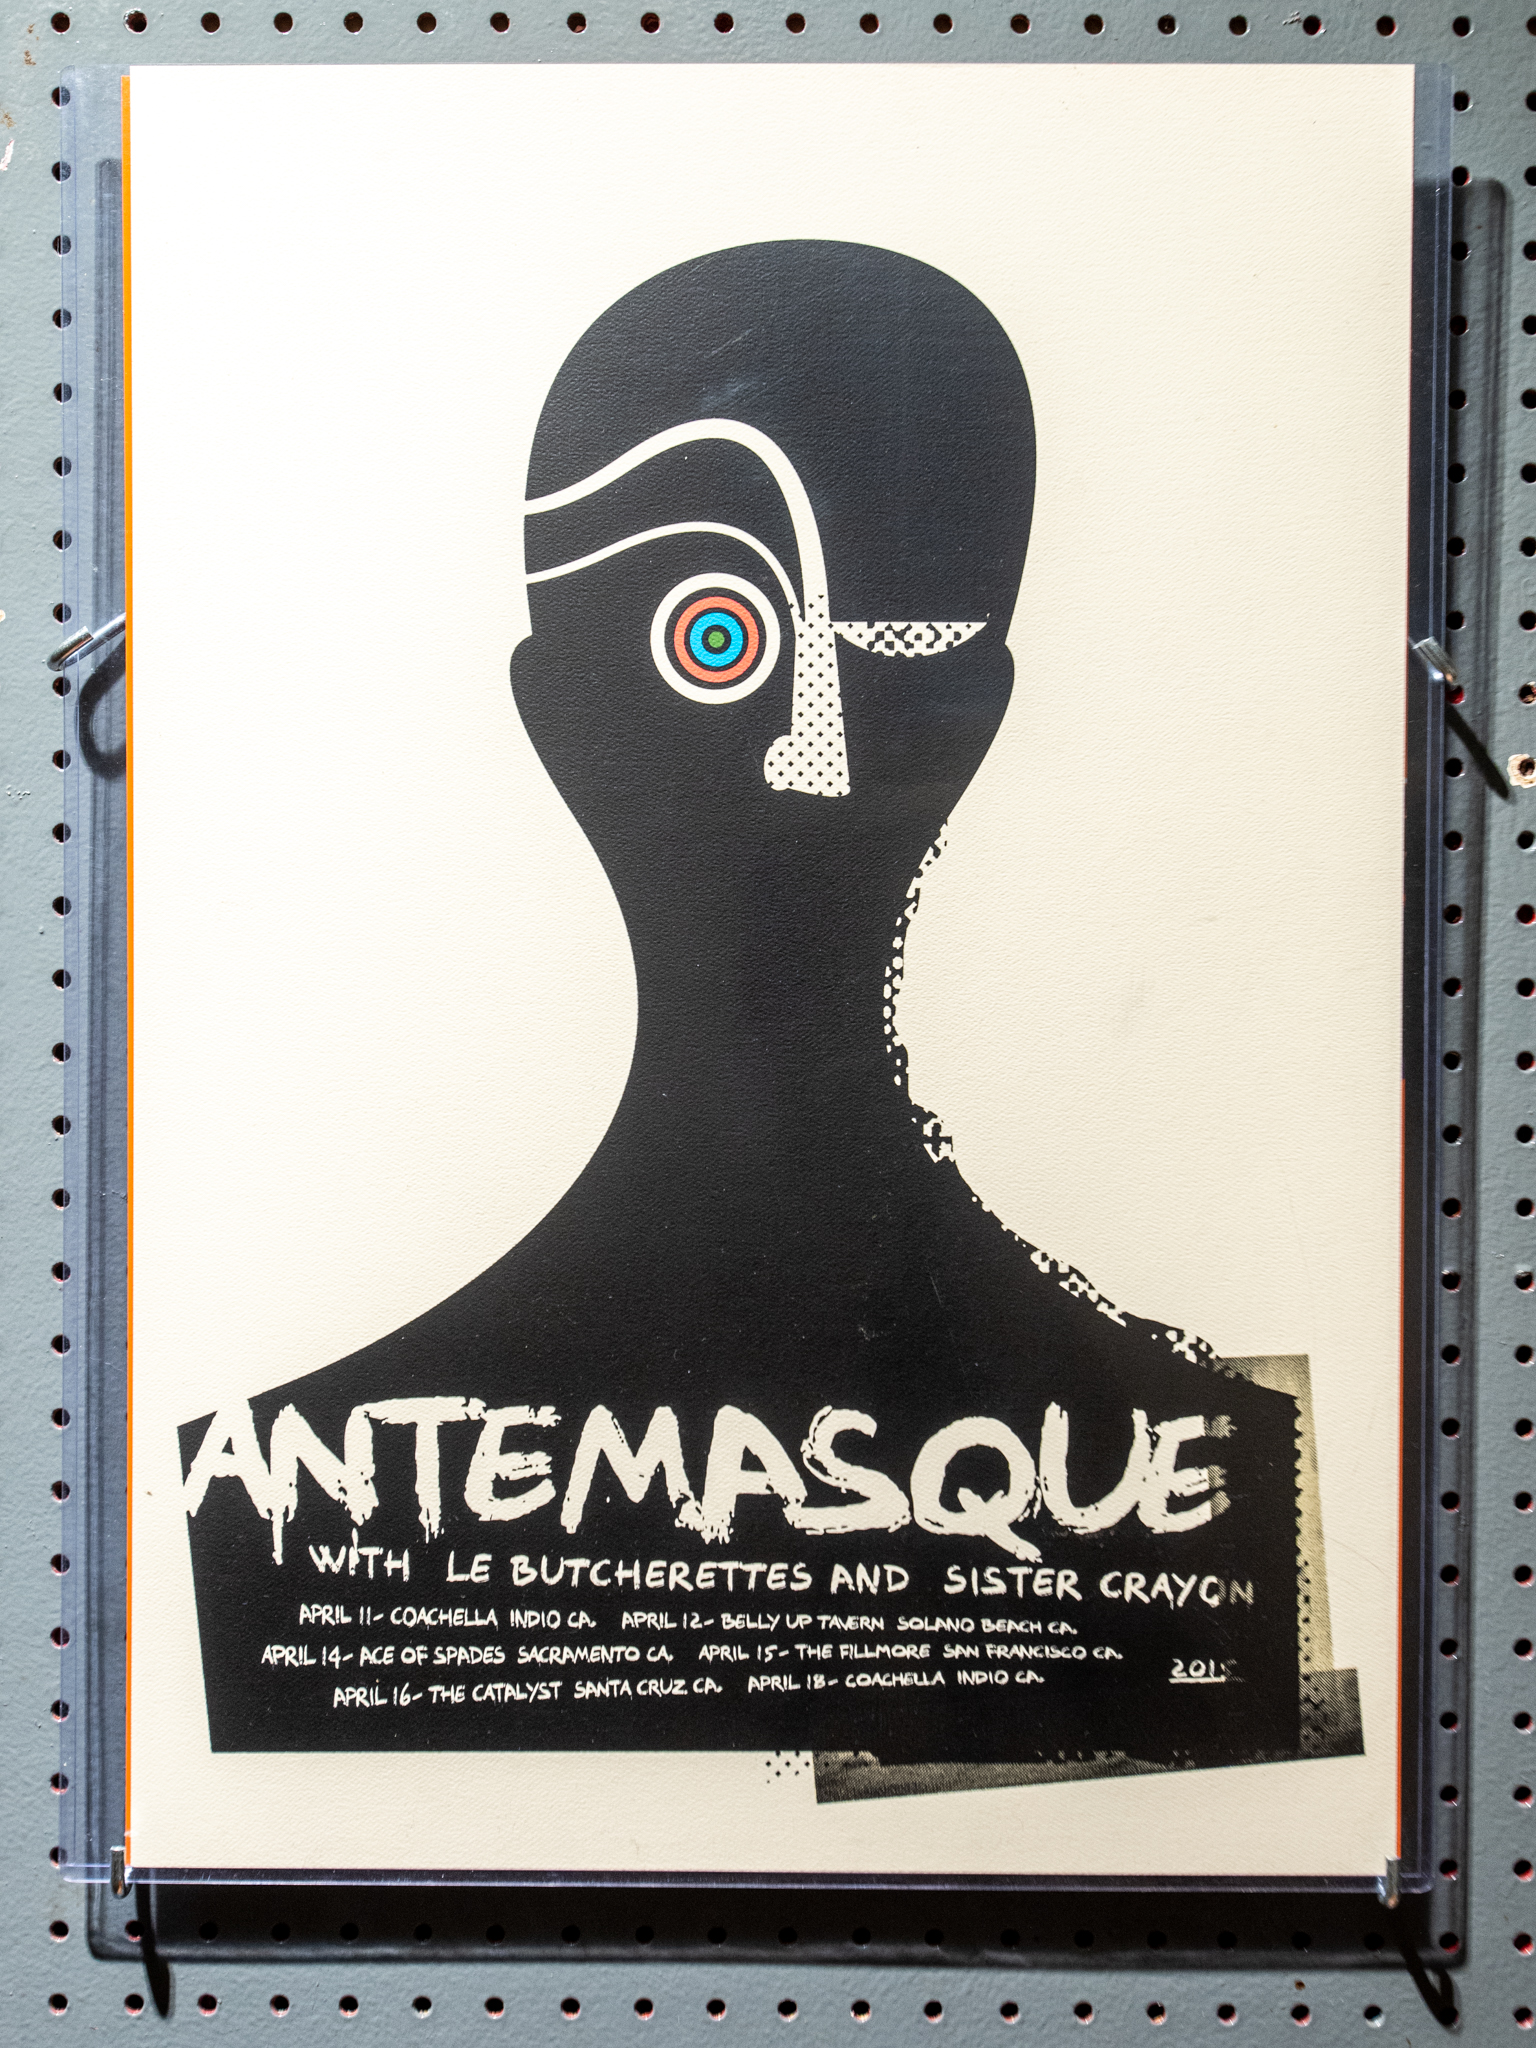 ANTEMASQUE
WITH LE BUTCHERETTES AND SISTER CRAYON
APRIL 11- COACHELLA INDIO CA. APRIL 12- BELLY UP TAVERN SOLANO BEACH CA.
APRIL 14- ACE OF SPADES SACRAMENTO CA. APRIL 15- THE FILLMORE SAN FRANCISCO CA.
APRIL 16- THE CATALYST SANTA CRUZ. CA. APRIL 18- COACHELLA INDIO CA.
2015